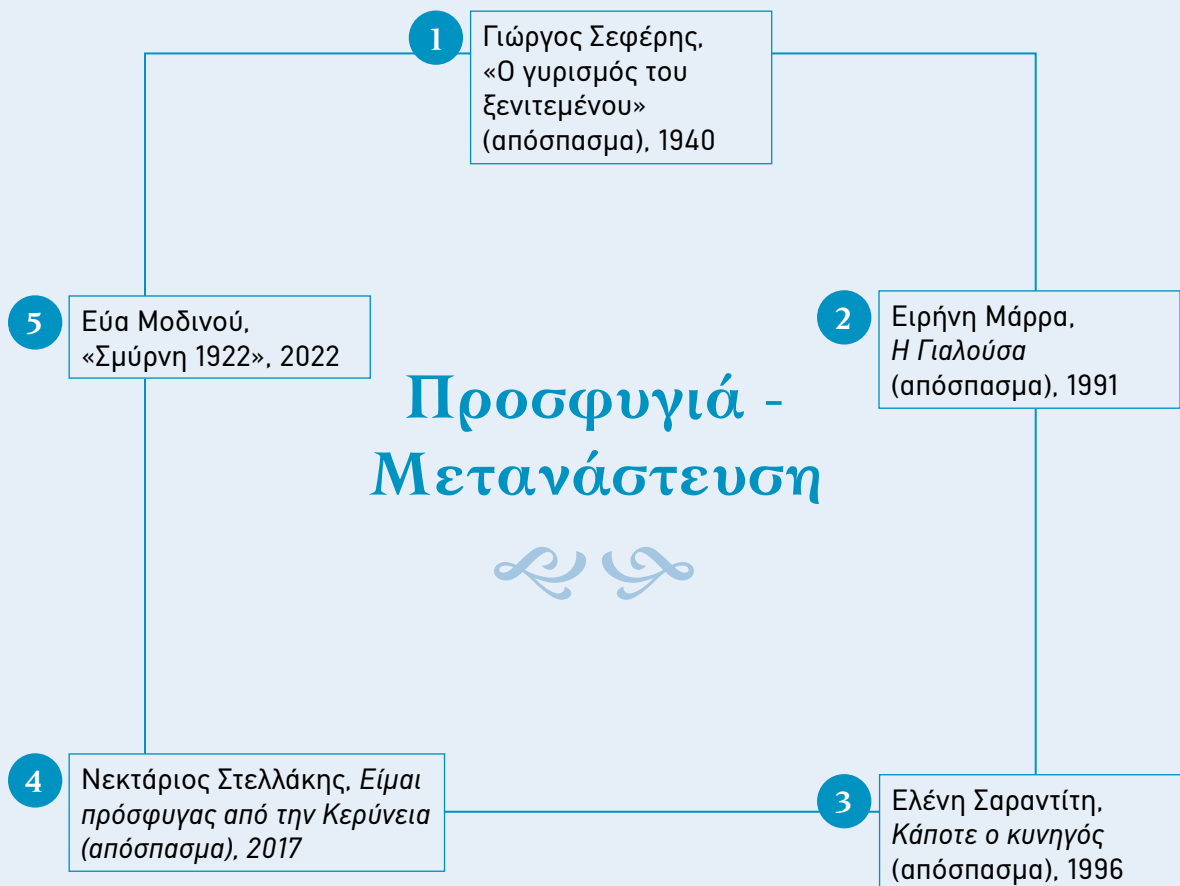 1
Γιώργος Σεφέρης,
«Ο γυρισμός του
ξενιτεμένου»
(απόσπασμα), 1940
2
Ειρήνη Μάρρα,
Η Γιαλούσα
(απόσπασμα), 1991
3
Ελένη Σαραντίτη,
Κάποτε ο κυνηγός
(απόσπασμα), 1996
4
Νεκτάριος Στελλάκης, Είμαι
πρόσφυγας από την Κερύνεια
(απόσπασμα), 2017
5
Εύα Μοδινού,
«Σμύρνη 1922», 2022
Προσφυγιά -
Μετανάστευση